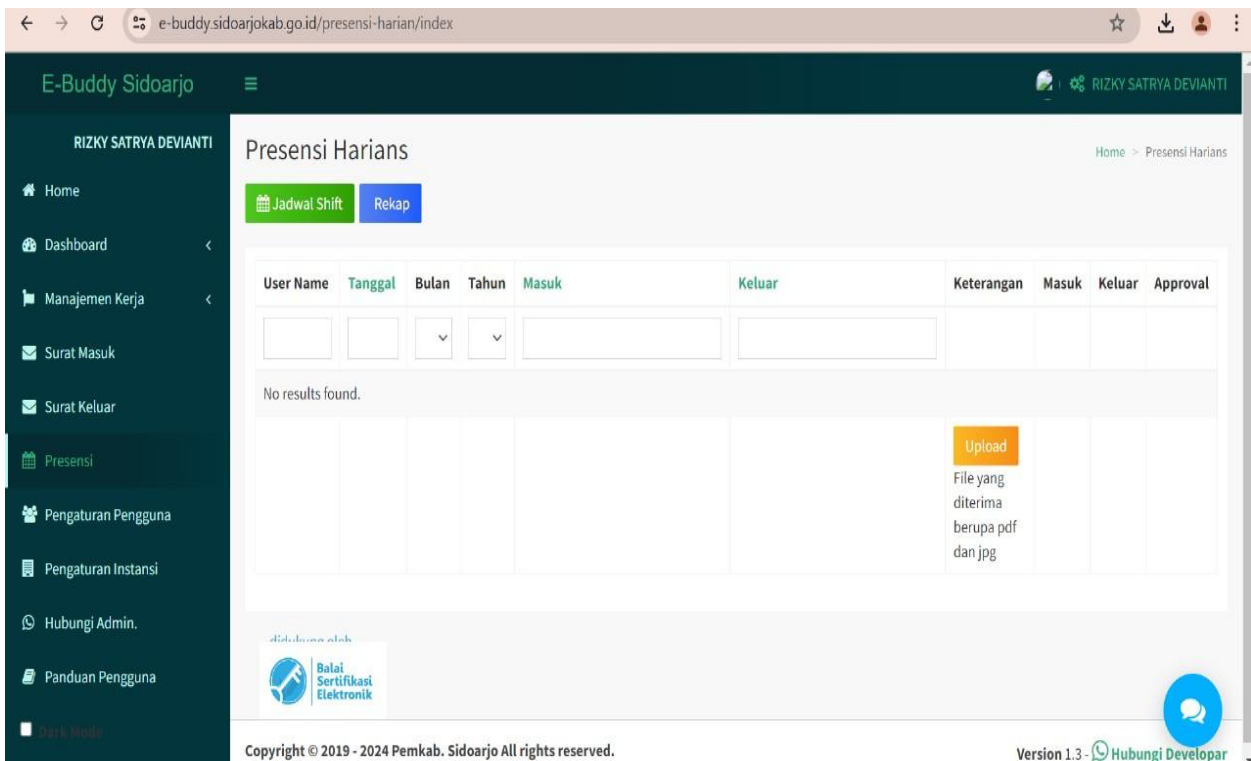 e-buddy.sidoarjokab.go.id/presensi-harian/index
E-Buddy Sidoarjo
RIZKY SATRYA DEVIANTI
RIZKY SATRYA DEVIANTI
Home
Dashboard
Manajemen Kerja
Surat Masuk
Surat Keluar
Presensi
Pengaturan Pengguna
Pengaturan Instansi
Hubungi Admin.
Panduan Pengguna
Dark Mode
Presensi Harians
Home > Presensi Harians
Jadwal Shift Rekap
User Name Tanggal Bulan Tahun Masuk Keluar Keterangan Masuk Keluar Approval
No results found.
Upload
File yang
diterima
berupa pdf
dan jpg
didukung oleh
Balai
Sertifikasi
Elektronik
Copyright © 2019 - 2024 Pemkab. Sidoarjo All rights reserved.
Version 1.3 - Hubungi Developar